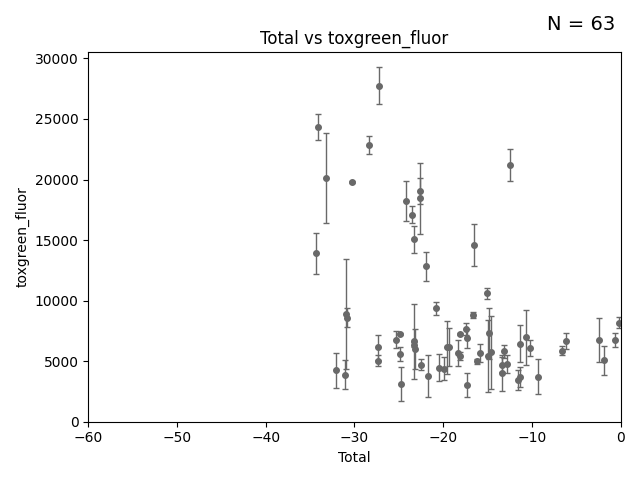 N = 63
Total vs toxgreen_fluor
30000
25000
20000
15000
10000
5000
0
toxgreen_fluor
−60 −50 −40 −30 −20 −10 0
Total